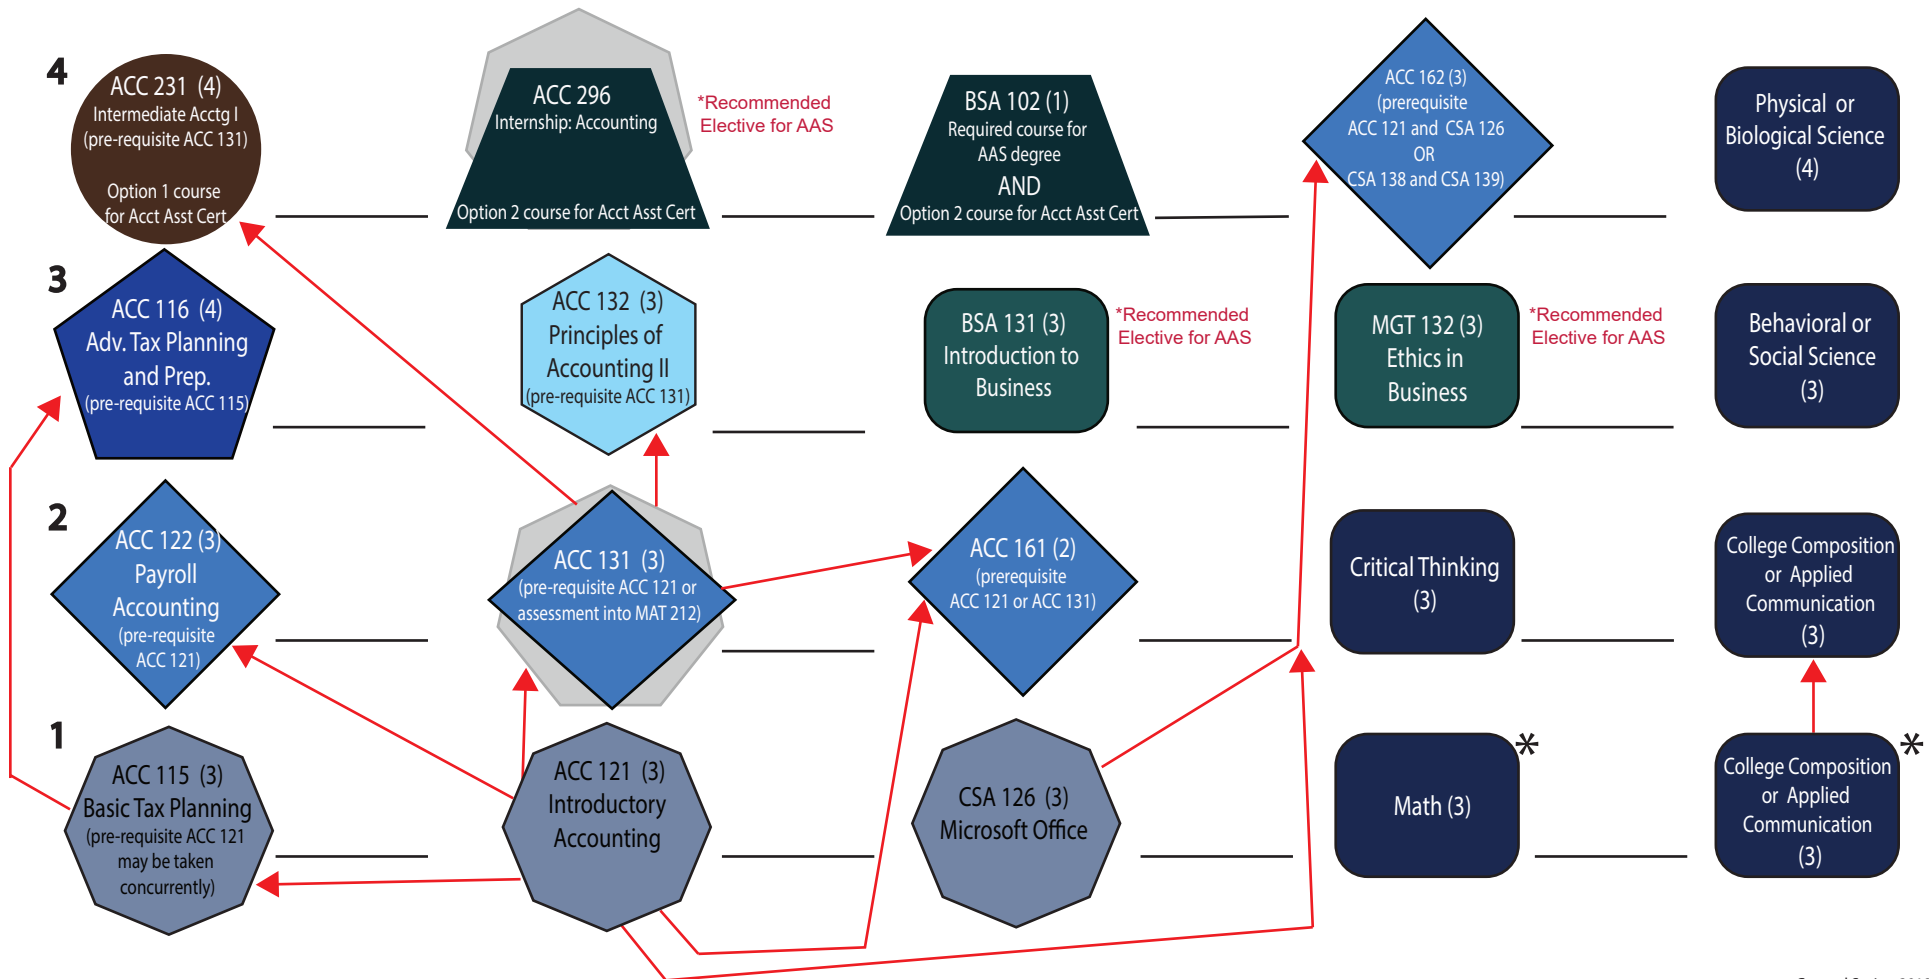 4
ACC 231 (4)
Intermediate Acctg I
(pre-requisite ACC 131)
Option 1 course
for Acct Asst Cert
ACC 296
Internship: Accounting
Option 2 course for Acct Asst Cert
*Recommended
Elective for AAS
BSA 102 (1)
Required course for
AAS degree
AND
Option 2 course for Acct Asst Cert
ACC 162 (3)
(prerequisite
ACC 121 and CSA 126
OR
CSA 138 and CSA 139)
Physical or
Biological Science
(4)
3
ACC 116 (4)
Adv. Tax Planning
and Prep.
(pre-requisite ACC 115)
ACC 132 (3)
Principles of
Accounting II
(pre-requisite ACC 131)
BSA 131 (3)
Introduction to
Business
*Recommended
Elective for AAS
MGT 132 (3)
Ethics in
Business
*Recommended
Elective for AAS
Behavioral or
Social Science
(3)
2
ACC 122 (3)
Payroll
Accounting
(pre-requisite
ACC 121)
ACC 131 (3)
(pre-requisite ACC 121 or
assessment into MAT 212)
ACC 161 (2)
(prerequisite
ACC 121 or ACC 131)
Critical Thinking
(3)
College Composition
or Applied
Communication
(3)
1
ACC 115 (3)
Basic Tax Planning
(pre-requisite ACC 121
may be taken
concurrently)
ACC 121 (3)
Introductory
Accounting
CSA 126 (3)
Microsoft Office
Math (3)
*
College Composition
or Applied
Communication
(3)
*